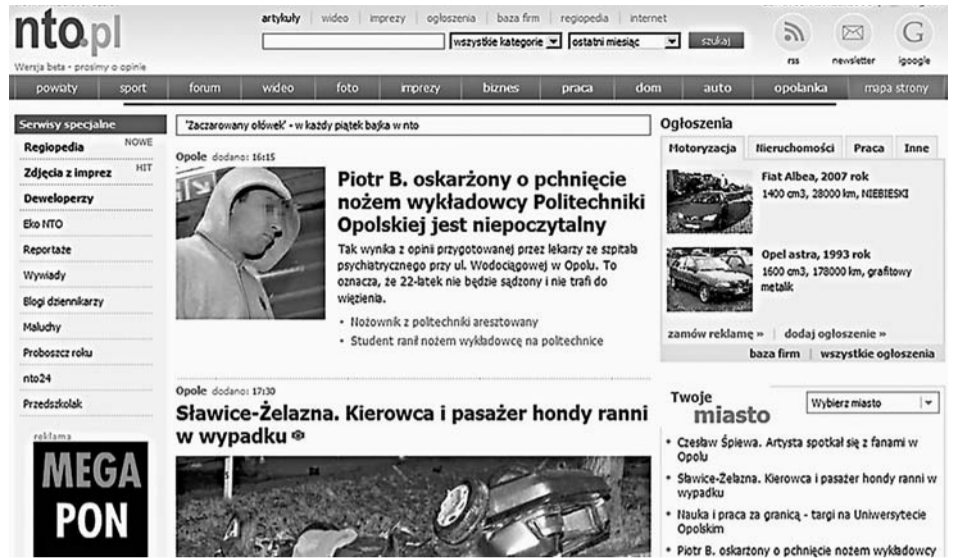 nto.pl
Wersja beta - prosimy o opinie
artykuły | wideo | imprezy | ogłoszenia | baza firm | regiopedia | internet
wszystkie kategorie
ostatni miesiąc
szukaj
rss
newsletter
igoogle
powiaty
sport
forum
wideo
foto
imprezy
biznes
praca
dom
auto
opolanka
mapa strony
Serwisy specjalne
Regiopedia NOWE
Zdjęcia z imprez HIT
Deweloperzy
Eko NTO
Reportaże
Wywiady
Blogi dziennikarzy
Maluchy
Proboszcz roku
nto24
Przedszkolak
reklama
MEGA
PON
'Zaczarowany ołówek' - w każdy piątek bajka w nto
Opole dodano: 16:15
Piotr B. oskarżony o pchnięcie
nożem wykładowcy Politechniki
Opolskiej jest niepoczytalny
Tak wynika z opinii przygotowanej przez lekarzy ze szpitala
psychiatrycznego przy ul. Wodociągowej w Opolu. To
oznacza, że 22-latek nie będzie sądzony i nie trafi do
więzienia.
• Nożownik z politechniki aresztowany
• Student ranił nożem wykładowcę na politechnice
Opole dodano: 17:30
Sławice-Żelazna. Kierowca i pasażer hondy ranni
w wypadku
Ogłoszenia
Motoryzacja
Nieruchomości
Praca
Inne
Fiat Albea, 2007 rok
1400 cm3, 28000 km, NIEBIESKI
Opel astra, 1993 rok
1600 cm3, 178000 km, grafitowy
metalik
zamów reklamę » | dodaj ogłoszenie »
baza firm | wszystkie ogłoszenia
Twoje
miasto
Wybierz miasto
• Czesław Śpiewa. Artysta spotkał się z fanami w
Opolu
• Sławice-Żelazna. Kierowca i pasażer hondy ranni w
wypadku
• Nauka i praca za granicą - targi na Uniwersytecie
Opolskim
• Piotr B. oskarżony o pchnięcie nożem wykładowcy